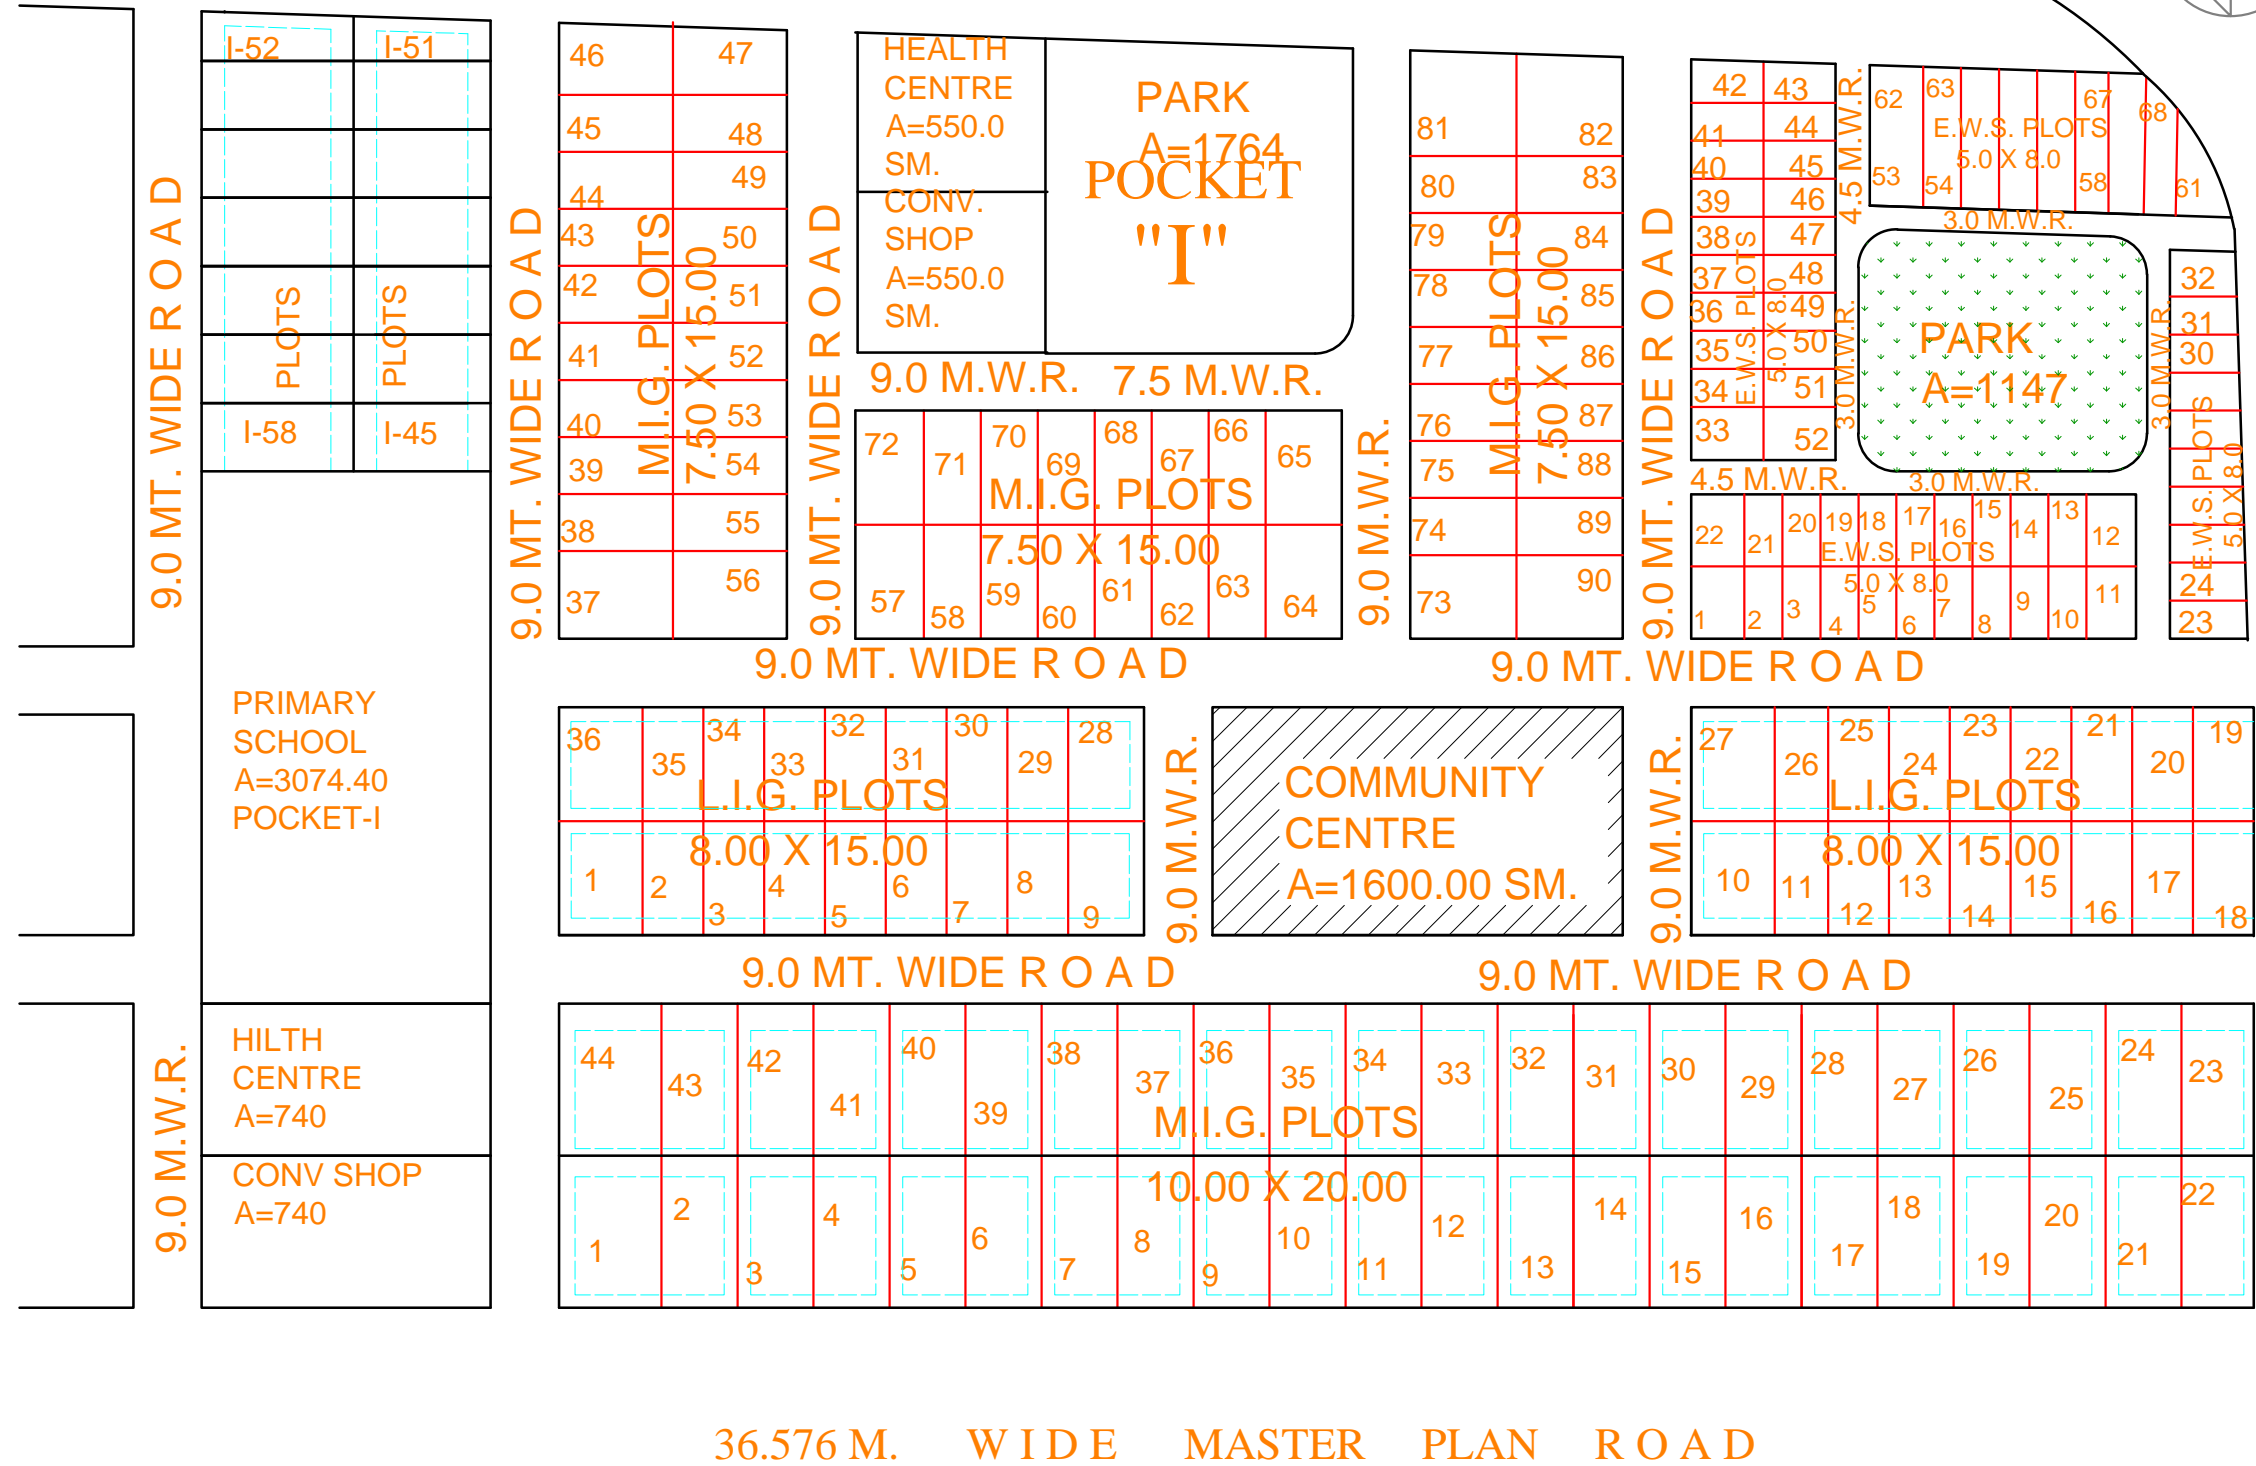 I-52
I-51
PLOTS
PLOTS
I-58
I-45
9.0 MT. WIDE R O A D
PRIMARY
SCHOOL
A=3074.40
POCKET-I
HILTH
CENTRE
A=740
CONV SHOP
A=740
9.0 M.W.R.
9.0 MT. WIDE R O A D
46 47
45 48
44 49
43 50
42 51
41 52
40 53
39 54
38 55
37 56
M.I.G. PLOTS
7.50 X 15.00
9.0 MT. WIDE R O A D
HEALTH
CENTRE
A=550.0
SM.
CONV.
SHOP
A=550.0
SM.
PARK
A=1764
POCKET
"I"
9.0 M.W.R. 7.5 M.W.R.
72 71 70 69 68 67 66 65
M.I.G. PLOTS
7.50 X 15.00
57 58 59 60 61 62 63 64
9.0 M.W.R.
81 82
80 83
79 84
78 85
77 86
76 87
75 88
74 89
73 90
M.I.G. PLOTS
7.50 X 15.00
9.0 MT. WIDE R O A D
42 43
41 44
40 45
39 46
38 47
37 48
36 49
35 50
34 51
33 52
E.W.S. PLOTS
5.0 X 8.0
4.5 M.W.R.
3.0 M.W.R.
62 63 67 68
E.W.S. PLOTS
5.0 X 8.0
53 54 58 61
3.0 M.W.R.
PARK
A=1147
3.0 M.W.R.
3.0 M.W.R.
4.5 M.W.R.
32
31
30
24
23
E.W.S. PLOTS
5.0 X 8.0
22 21 20 19 18 17 16 15 14 13 12
E.W.S. PLOTS
5.0 X 8.0
1 2 3 4 5 6 7 8 9 10 11
9.0 MT. WIDE R O A D
9.0 MT. WIDE R O A D
36 35 34 33 32 31 30 29 28
L.I.G. PLOTS
8.00 X 15.00
1 2 3 4 5 6 7 8 9
9.0 M.W.R.
COMMUNITY
CENTRE
A=1600.00 SM.
9.0 M.W.R.
27 26 25 24 23 22 21 20 19
L.I.G. PLOTS
8.00 X 15.00
10 11 12 13 14 15 16 17 18
9.0 MT. WIDE R O A D
9.0 MT. WIDE R O A D
44 43 42 41 40 39 38 37 36 35 34 33 32 31 30 29 28 27 26 25 24 23
M.I.G. PLOTS
10.00 X 20.00
1 2 3 4 5 6 7 8 9 10 11 12 13 14 15 16 17 18 19 20 21 22
36.576 M. W I D E MASTER PLAN R O A D